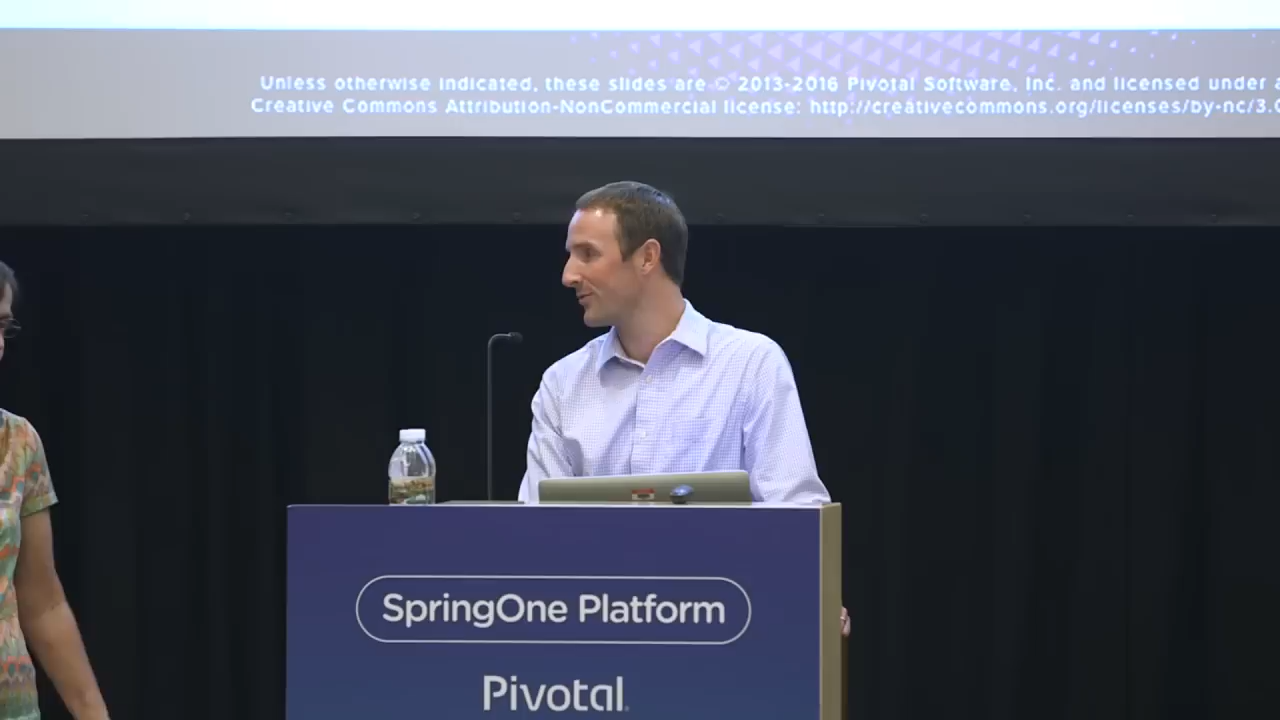 Unless otherwise indicated, these slides are © 2013-2016 Pivotal Software, Inc. and licensed under a
Creative Commons Attribution-NonCommercial license: http://creativecommons.org/licenses/by-nc/3.0
SpringOne Platform
Pivotal.